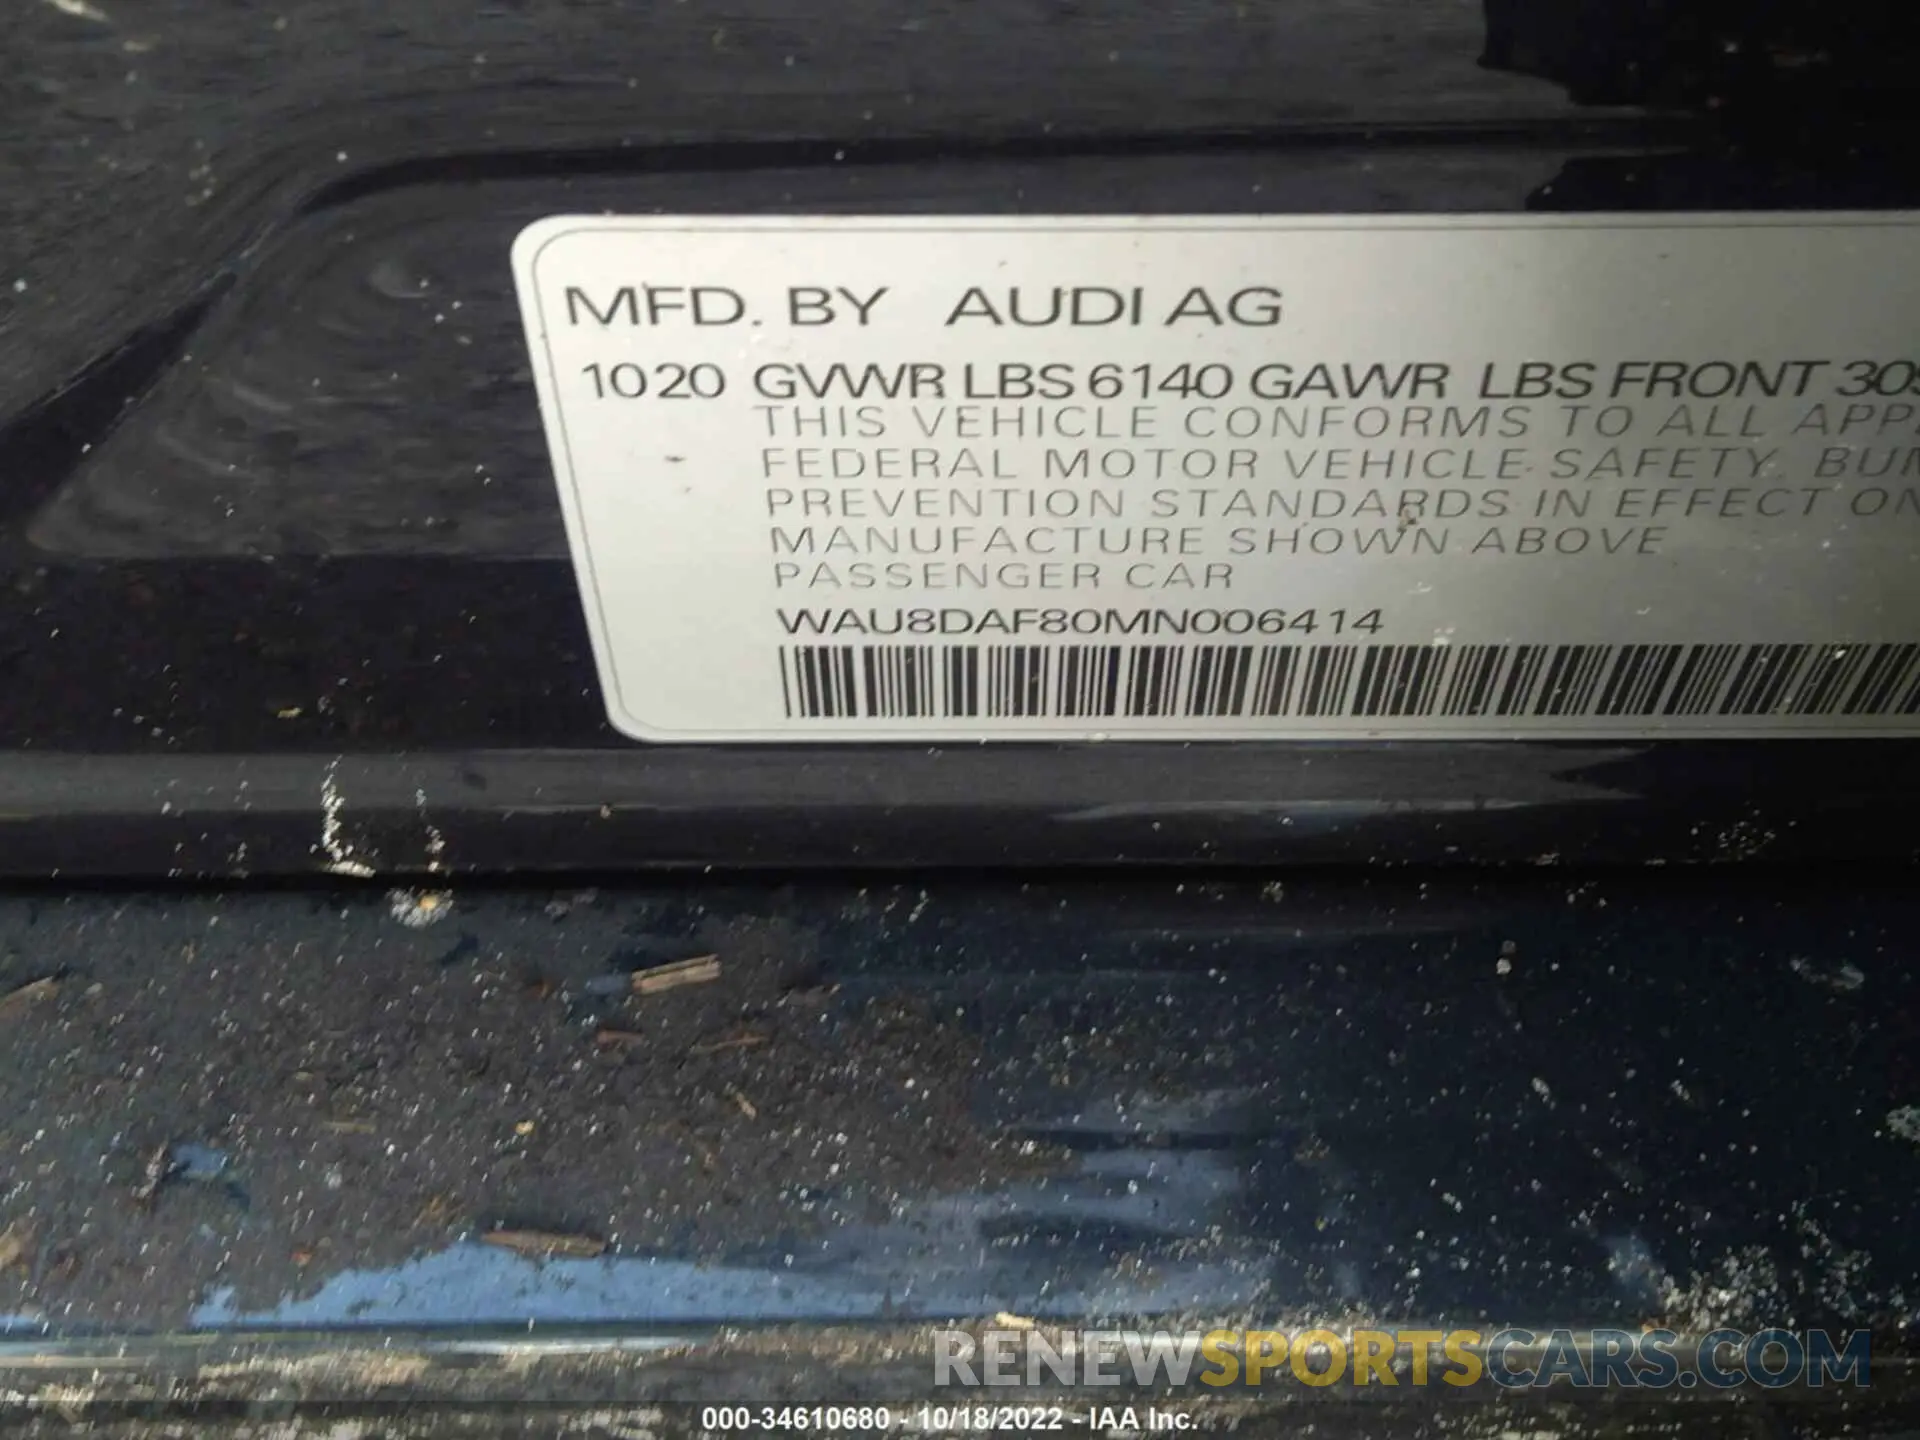 MFD. BY AUDI AG
1020 GVWR LBS 6140 GAWR LBS FRONT
THIS VEHICLE CONFORMS TO ALL
FEDERAL MOTOR VEHICLE SAFETY.
PREVENTION STANDARDS IN EFFECT ON
MANUFACTURE SHOWN ABOVE
PASSENGER CAR
WAU8DAF80MN006414
RENEWSPORTSCARS.COM
000-34610680 - 10/18/2022 - IAA Inc.